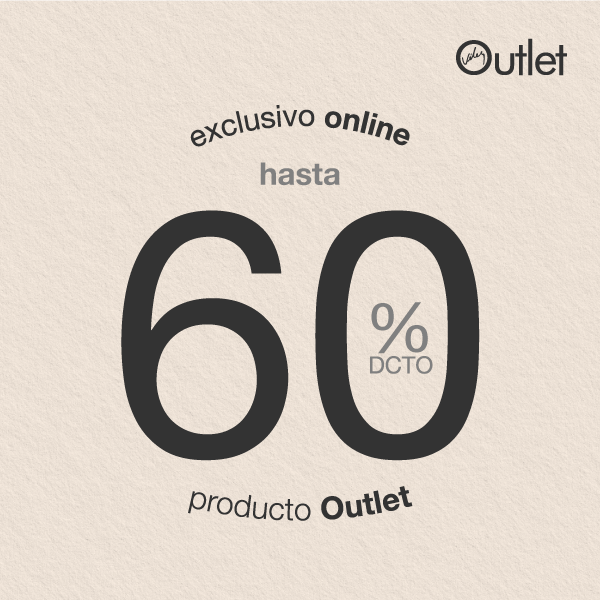 Outlet
exclusivo online
hasta
60
%
DCTO
producto Outlet